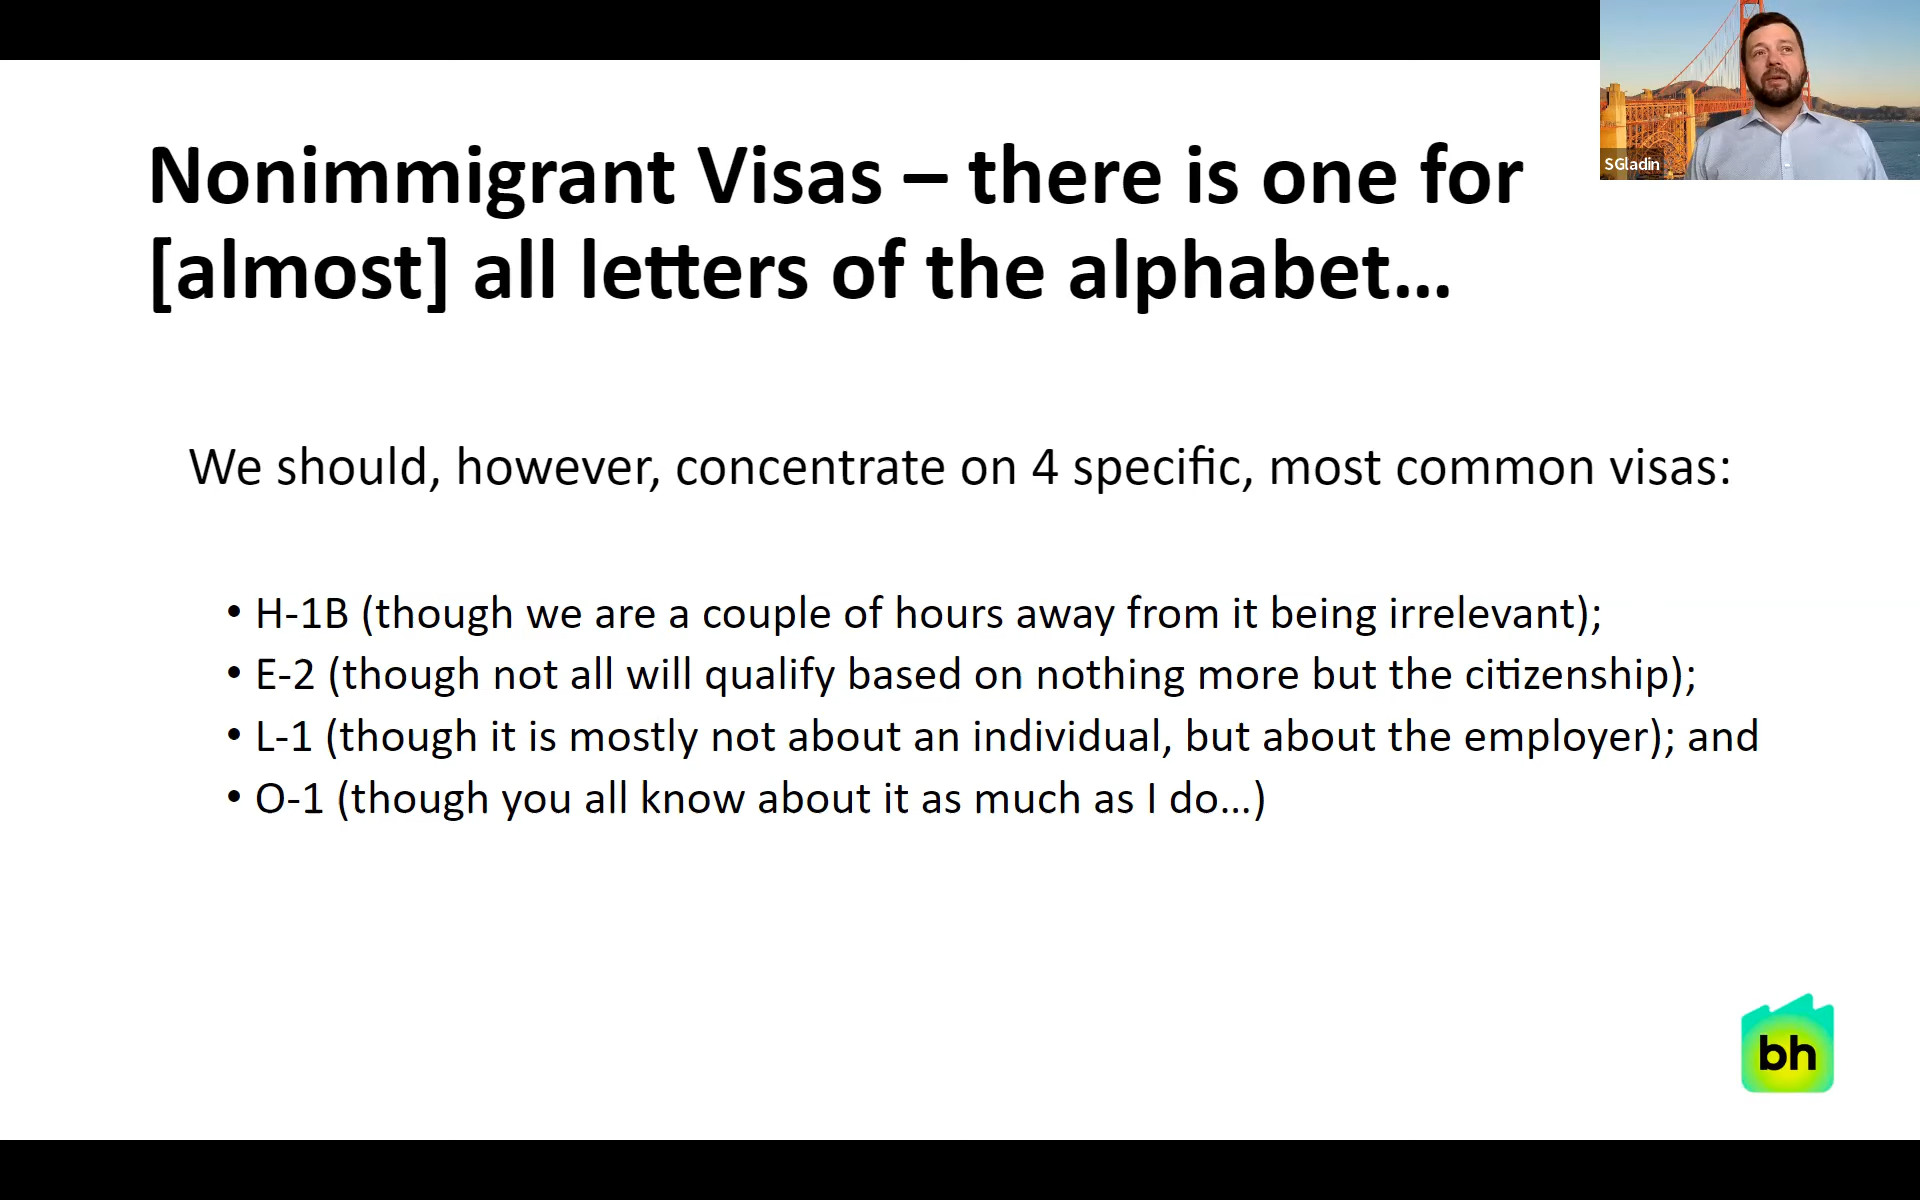 SGladin
Nonimmigrant Visas – there is one for
[almost] all letters of the alphabet…
We should, however, concentrate on 4 specific, most common visas:
• H-1B (though we are a couple of hours away from it being irrelevant);
• E-2 (though not all will qualify based on nothing more but the citizenship);
• L-1 (though it is mostly not about an individual, but about the employer); and
• O-1 (though you all know about it as much as I do…)
bh